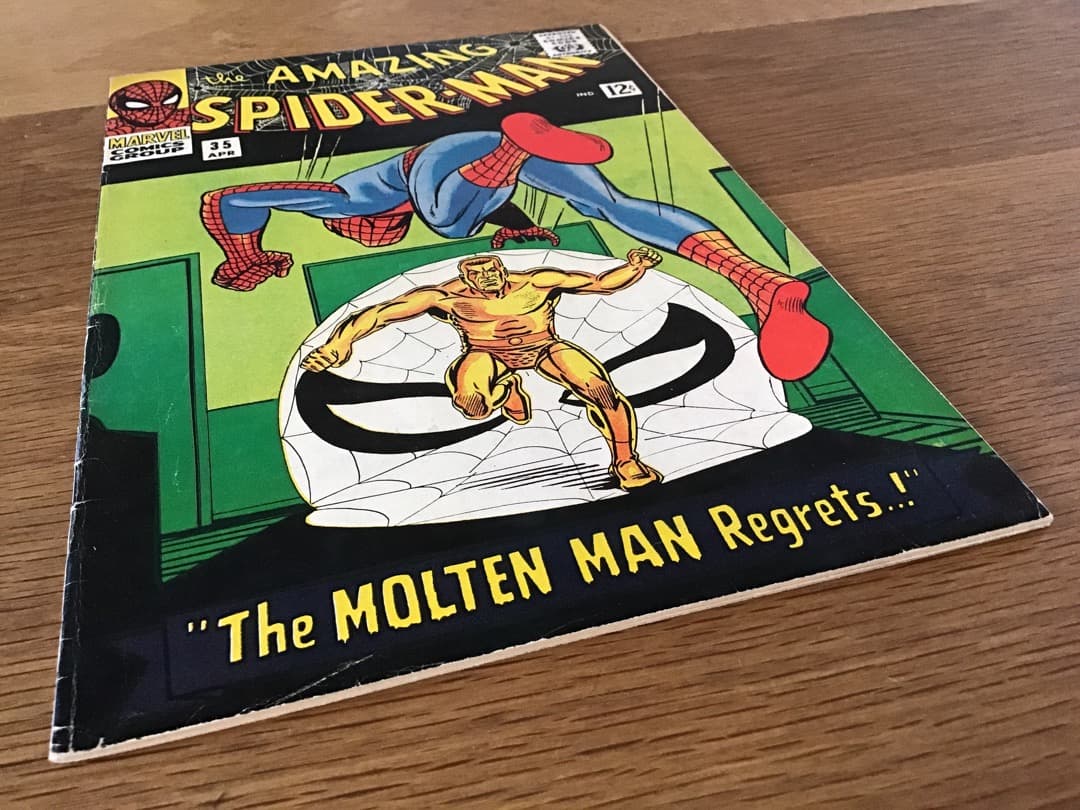 the AMAZING
SPIDER-MAN
IND.
12¢
MARVEL
COMICS
GROUP
35
APR
"The MOLTEN MAN Regrets..!"